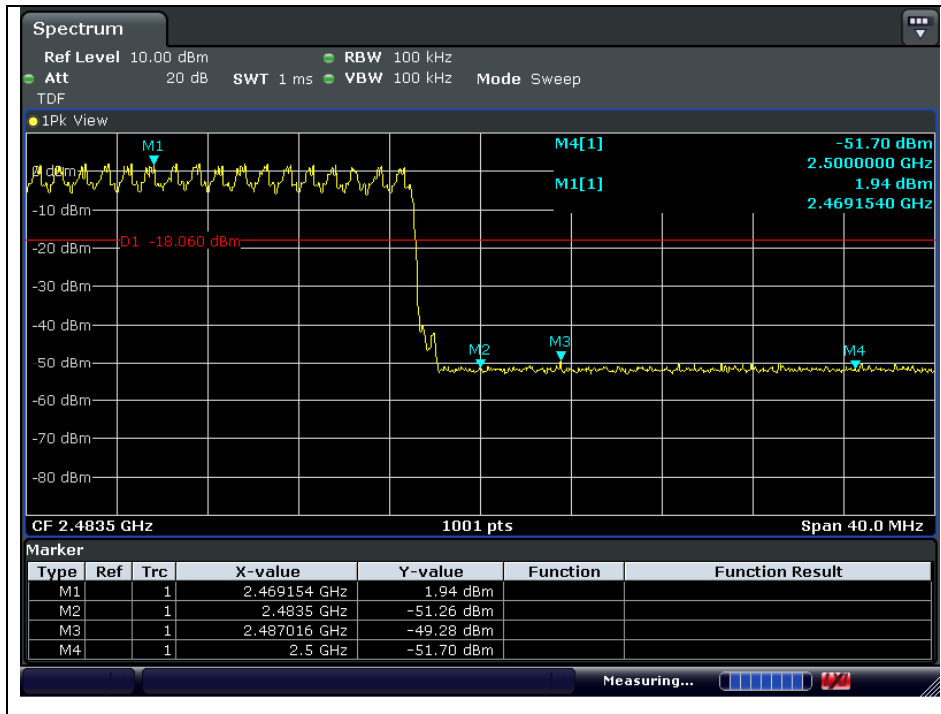 Spectrum
Ref Level 10.00 dBm RBW 100 kHz
Att 20 dB SWT 1 ms VBW 100 kHz Mode Sweep
TDF
1Pk View
M1 M4[1] -51.70 dBm
2.5000000 GHz
0 dBm M1[1] 1.94 dBm
-10 dBm 2.4691540 GHz
D1 -18.060 dBm
-20 dBm
-30 dBm
-40 dBm
M2 M3 M4
-50 dBm
-60 dBm
-70 dBm
-80 dBm
CF 2.4835 GHz 1001 pts Span 40.0 MHz
Marker
Type Ref Trc X-value Y-value Function Function Result
M1 1 2.469154 GHz 1.94 dBm
M2 1 2.4835 GHz -51.26 dBm
M3 1 2.487016 GHz -49.28 dBm
M4 1 2.5 GHz -51.70 dBm
Measuring...